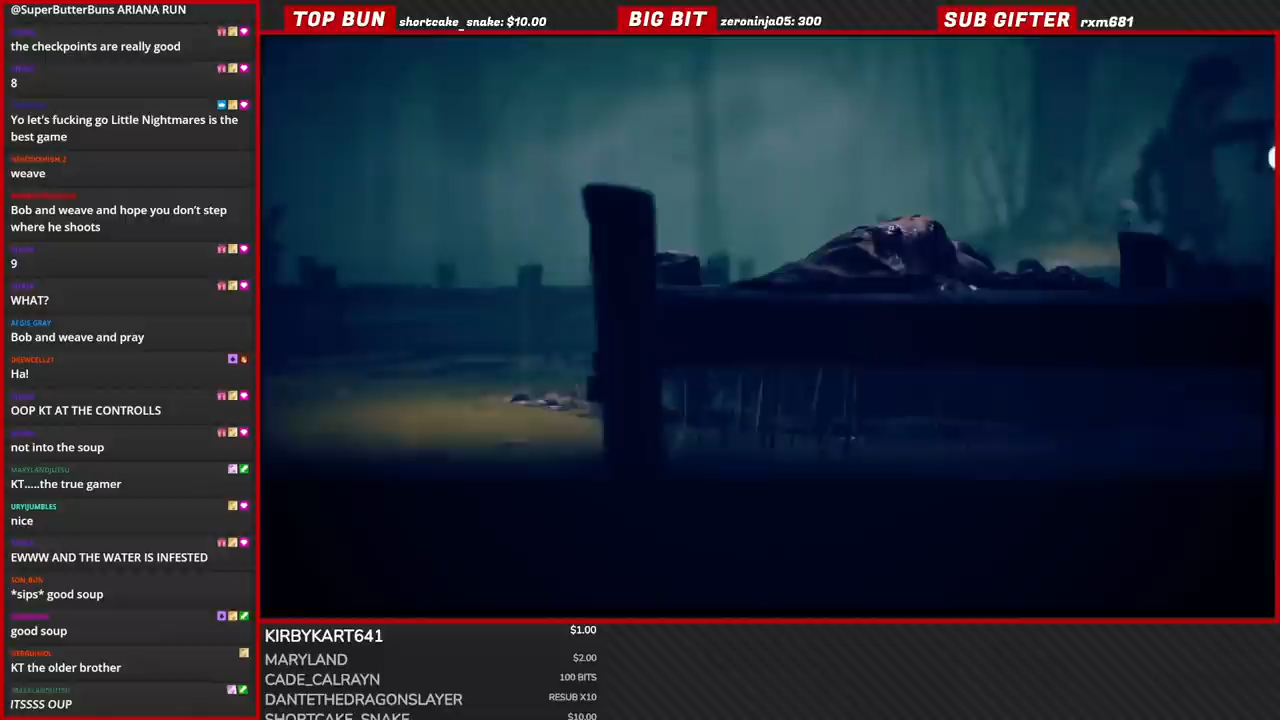 TOP BUN shortcake_snake: $10.00 BIG BIT zeroninja05: 300 SUB GIFTER rxm681
@SuperButterBuns ARIANA RUN
the checkpoints are really good
8
Yo let's fucking go Little Nightmares is the
best game
weave
Bob and weave and hope you don't step
where he shoots
9
WHAT?
AEGIS_GRAY
Bob and weave and pray
DREWCELL21
Ha!
OOP KT AT THE CONTROLLS
not into the soup
MARYLANDJUTSU
KT.....the true gamer
URYIJUMBLES
nice
EWWW AND THE WATER IS INFESTED
*sips* good soup
good soup
KT the older brother
ITSSSS OUP
KIRBYKART641 $1.00
MARYLAND $2.00
CADE_CALRAYN 100 BITS
DANTETHEDRAGONSLAYER RESUB X10
SHORTCAKE_SNAKE $10.00